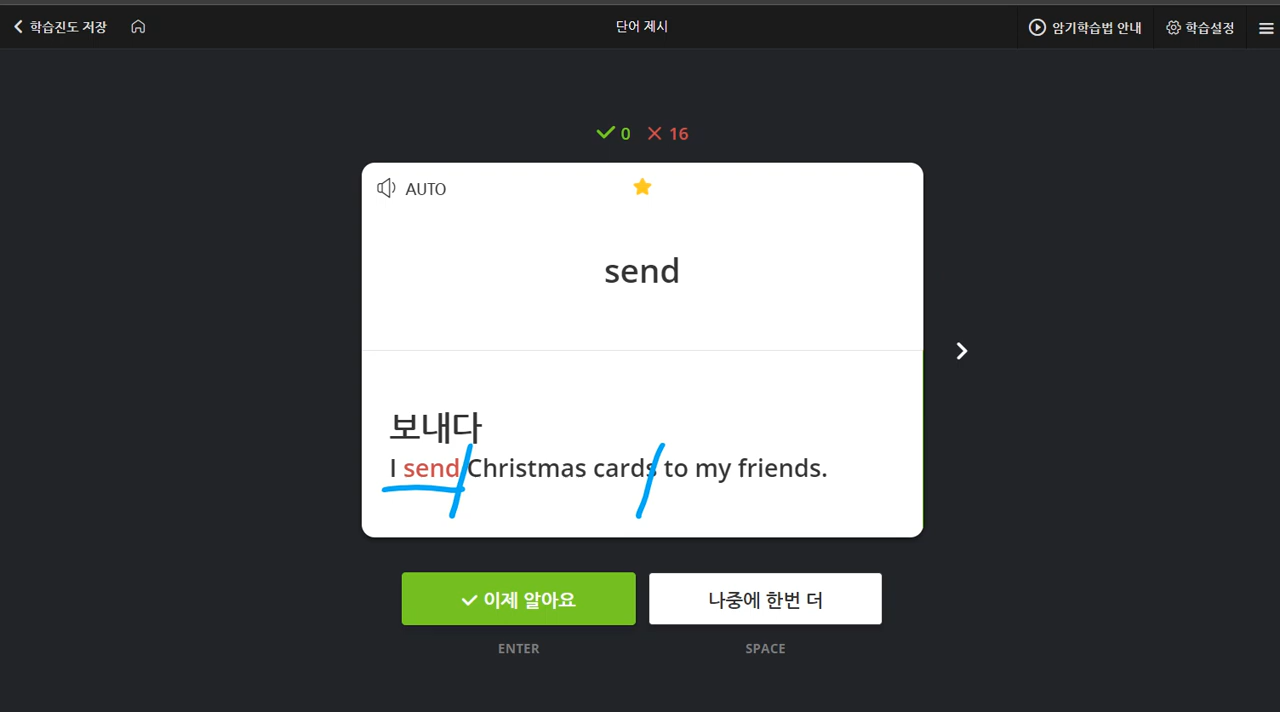 학습진도 저장
단어 제시
암기학습법 안내
학습설정
0 16
AUTO
send
보내다
I send Christmas cards to my friends.
이제 알아요
나중에 한번 더
ENTER
SPACE